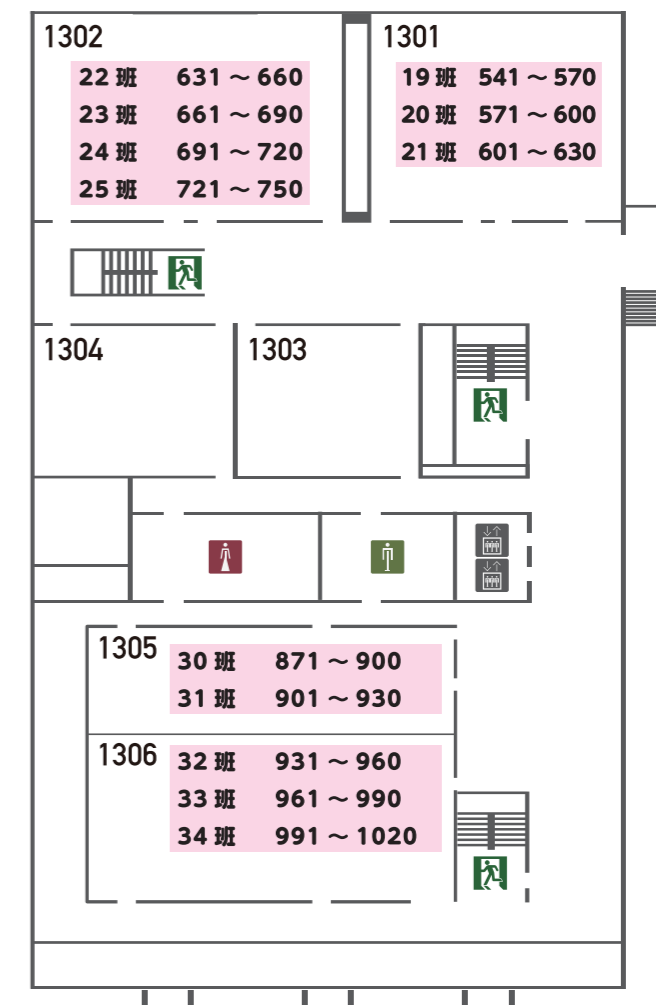 1302
22 班 631 ～ 660
23 班 661 ～ 690
24 班 691 ～ 720
25 班 721 ～ 750
1301
19 班 541 ～ 570
20 班 571 ～ 600
21 班 601 ～ 630
1304
1303
1305
30 班 871 ～ 900
31 班 901 ～ 930
1306
32 班 931 ～ 960
33 班 961 ～ 990
34 班 991 ～ 1020